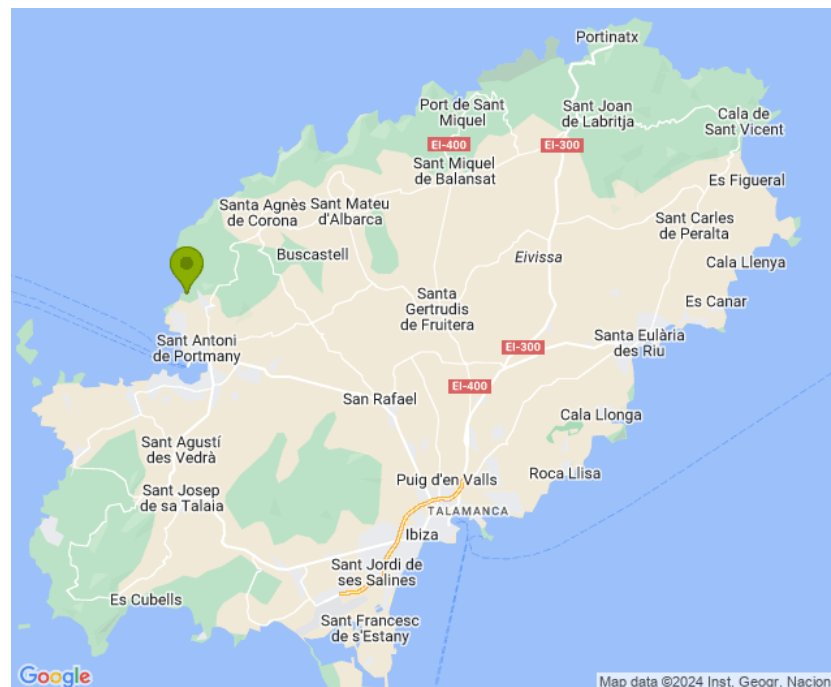 Portinatx
Port de Sant
Miquel
Sant Joan
de Labritja
Cala de
Sant Vicent
EI-400
EI-300
Sant Miquel
de Balansat
Es Figueral
Santa Agnès
de Corona
Sant Mateu
d'Albarca
Sant Carles
de Peralta
Buscastell
Eivissa
Cala Llenya
Santa
Gertrudis
de Fruitera
Es Canar
Sant Antoni
de Portmany
Santa Eulària
des Riu
EI-300
EI-400
San Rafael
Cala Llonga
Sant Agustí
des Vedrà
Roca Llisa
Puig d'en Valls
Sant Josep
de sa Talaia
TALAMANCA
Ibiza
Sant Jordi de
ses Salines
Es Cubells
Sant Francesc
de s'Estany
Google
Map data ©2024 Inst. Geogr. Nacion